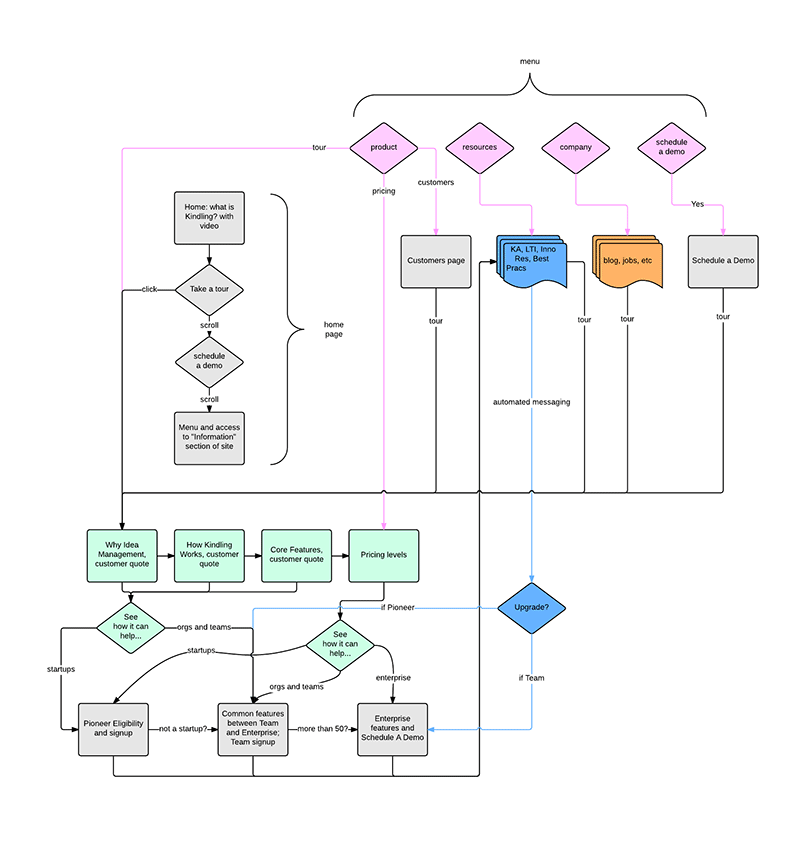 menu
tour
product
resources
company
schedule
a demo
pricing
customers
Yes
Home: what is
Kindling? with
video
Customers page
KA, LTI, Inno
Res, Best
Pracs
blog, jobs, etc
Schedule a Demo
click
Take a tour
tour
tour
tour
tour
scroll
home
page
schedule
a demo
scroll
automated messaging
Menu and access
to "Information"
section of site
Why Idea
Management,
customer quote
How Kindling
Works, customer
quote
Core Features,
customer quote
Pricing levels
See
how it can
help...
if Pioneer
Upgrade?
orgs and teams
See
how it can
help...
startups
startups
orgs and teams
enterprise
if Team
Pioneer Eligibility
and signup
not a startup?
Common features
between Team
and Enterprise;
Team signup
more than 50?
Enterprise
features and
Schedule A Demo